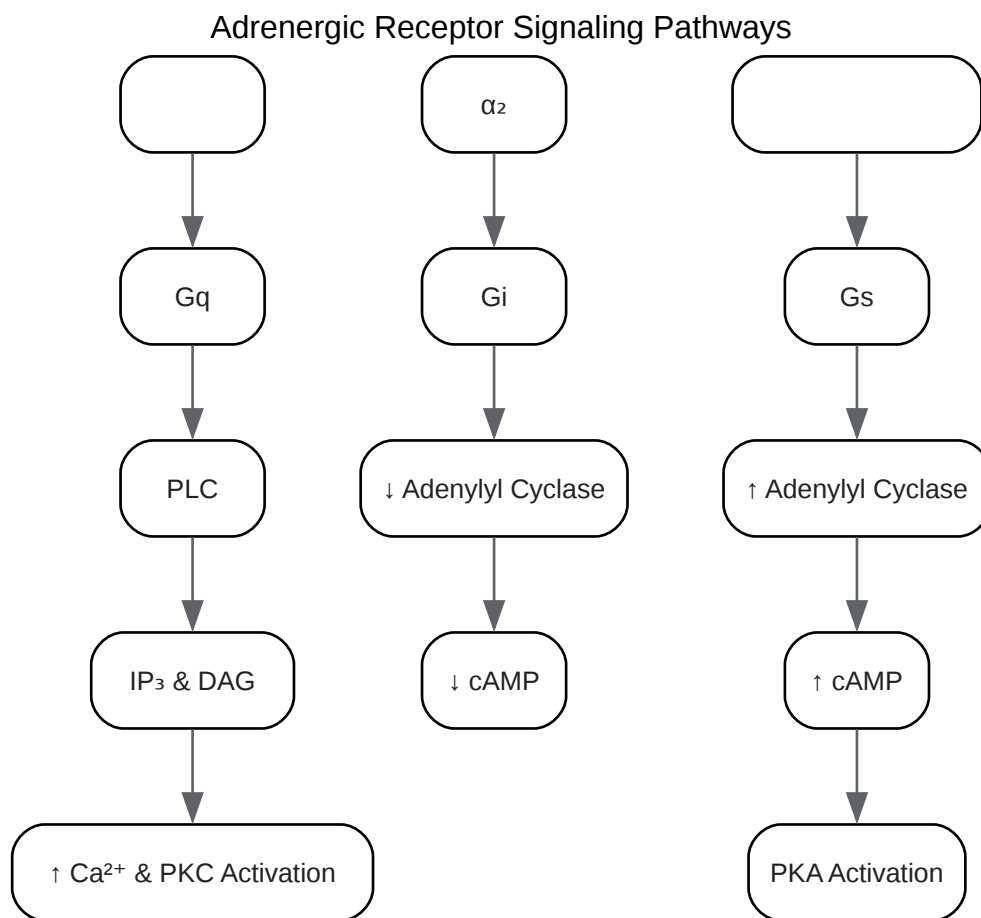 Adrenergic Receptor Signaling Pathways
α₂
Gq
Gi
Gs
PLC
↓ Adenylyl Cyclase
↑ Adenylyl Cyclase
IP₃ & DAG
↓ cAMP
↑ cAMP
↑ Ca²⁺ & PKC Activation
PKA Activation